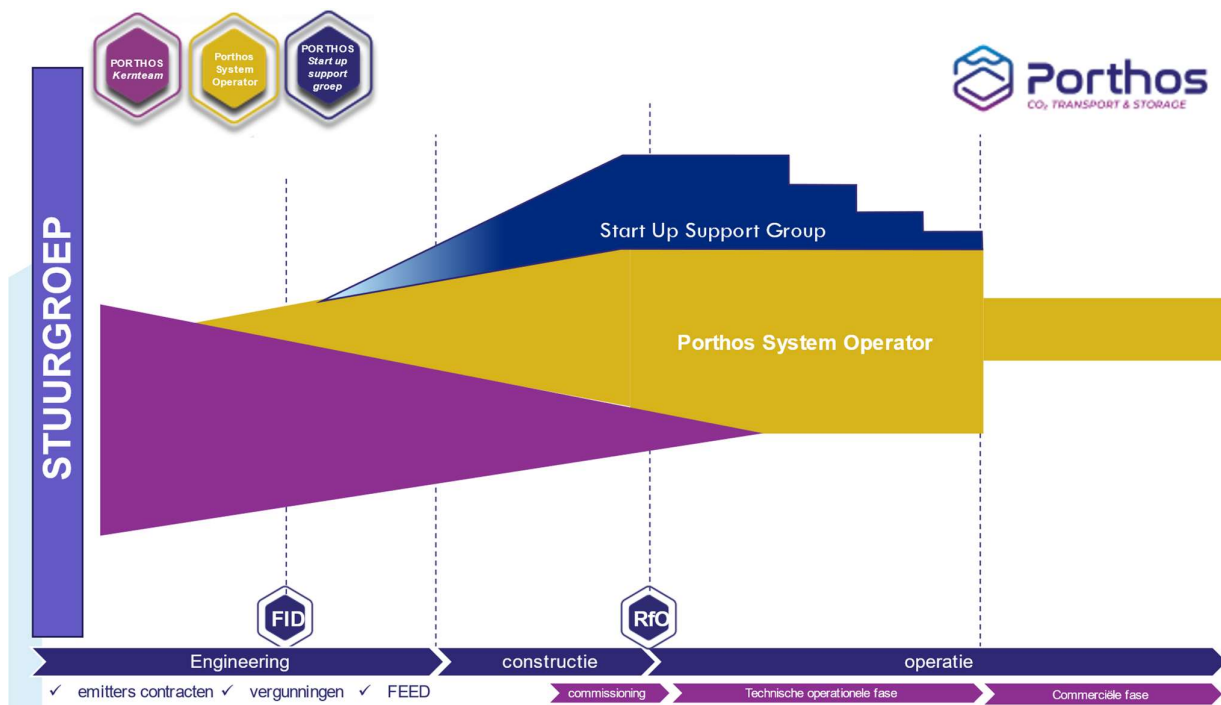 PORTHOS
Kernteam
Porthos
System
Operator
PORTHOS
Start up
support
groep
Porthos
CO₂ TRANSPORT & STORAGE
STUURGROEP
Start Up Support Group
Porthos System Operator
FID
RfO
Engineering
constructie
operatie
✓ emitters contracten ✓ vergunningen ✓ FEED
commissioning
Technische operationele fase
Commerciële fase